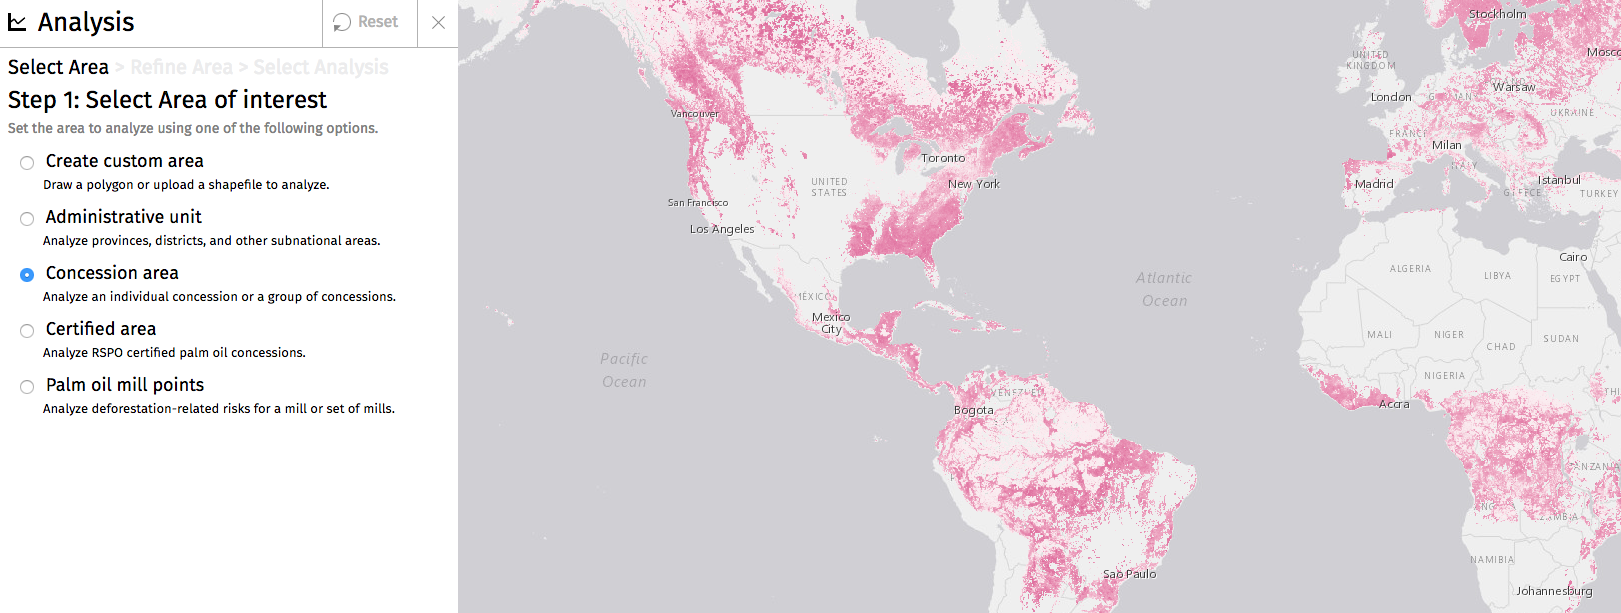 Analysis
Reset
Select Area > Refine Area > Select Analysis
Step 1: Select Area of interest
Set the area to analyze using one of the following options.
Create custom area
Draw a polygon or upload a shapefile to analyze.
Administrative unit
Analyze provinces, districts, and other subnational areas.
Concession area
Analyze an individual concession or a group of concessions.
Certified area
Analyze RSPO certified palm oil concessions.
Palm oil mill points
Analyze deforestation-related risks for a mill or set of mills.
Stockholm
Mosco
UNITED
KINGDOM
London
Warsaw
UKRAINE
Vancouver
FRANCE
Milan
Toronto
ITALY
Madrid
Istanbul
UNITED
STATES
New York
GREECE
TURKEY
San Francisco
Los Angeles
Cairo
ALGERIA
LIBYA
EGYPT
Atlantic
Ocean
MÉXICO
Mexico
City
MALI
NIGER
CHAD
SUDAN
Pacific
Ocean
NIGERIA
VENEZUEL
Bogota
Accra
ANZANIA
Sao Paulo
NAMIBIA
Johannesburg